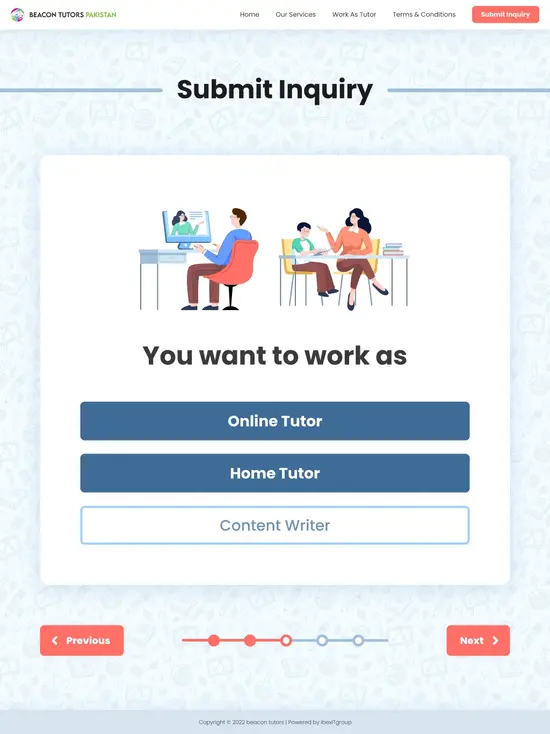 BEACON TUTORS PAKISTAN
Home
Our Services
Work As Tutor
Terms & Conditions
Submit Inquiry
Submit Inquiry
You want to work as
Online Tutor
Home Tutor
Content Writer
Previous
Next
Copyright © 2022 beacon tutors | Powered by ibexITgroup